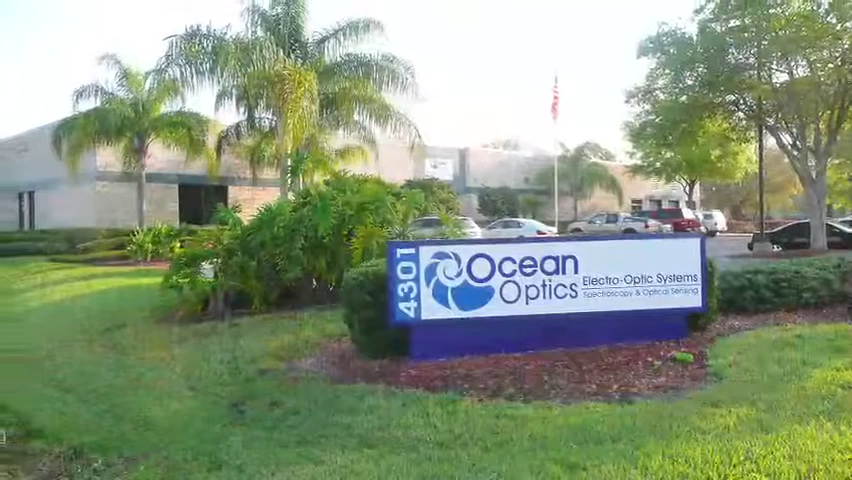 4301
Ocean
Optics
Electro-Optic Systems
Spectroscopy & Optical Sensing